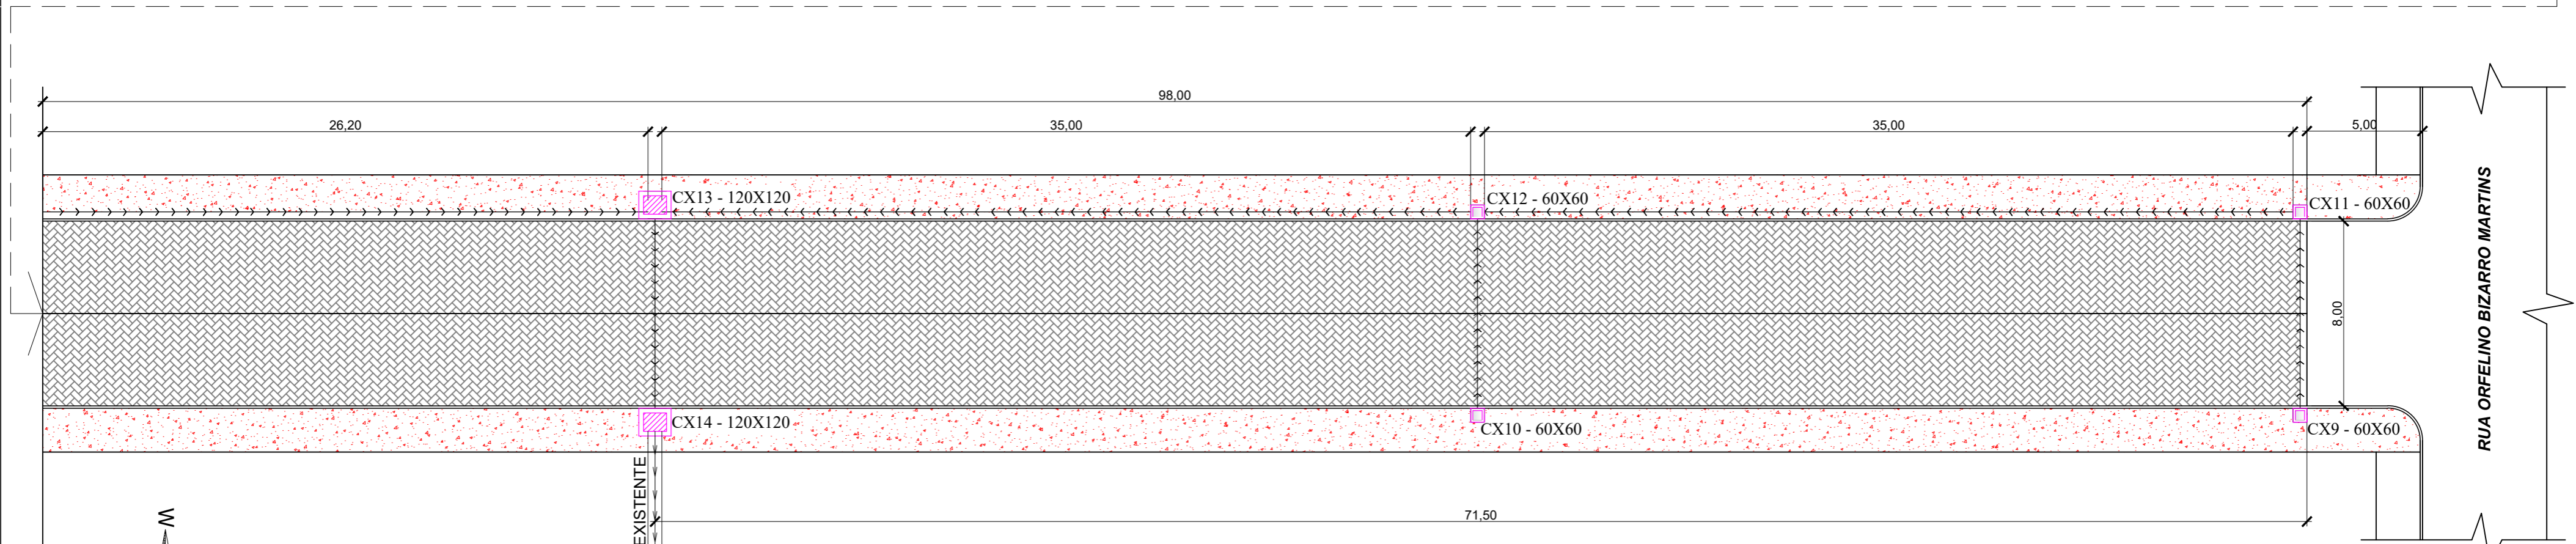 98,00
26,20
35,00
35,00
5,00
CX13 - 120X120
CX12 - 60X60
CX11 - 60X60
8,00
RUA ORFELINO BIZARRO MARTINS
CX14 - 120X120
CX10 - 60X60
CX9 - 60X60
EXISTENTE
71,50
W